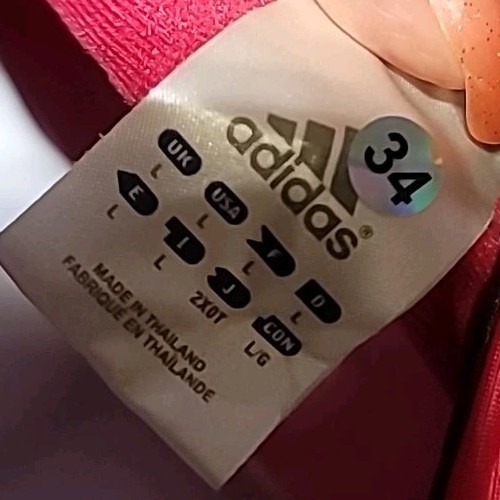 adidas®
34
UK USA F D
L L L L
E I J CON
L L 2XOT L/G
MADE IN THAILAND
FABRIQUE EN THAÏLANDE